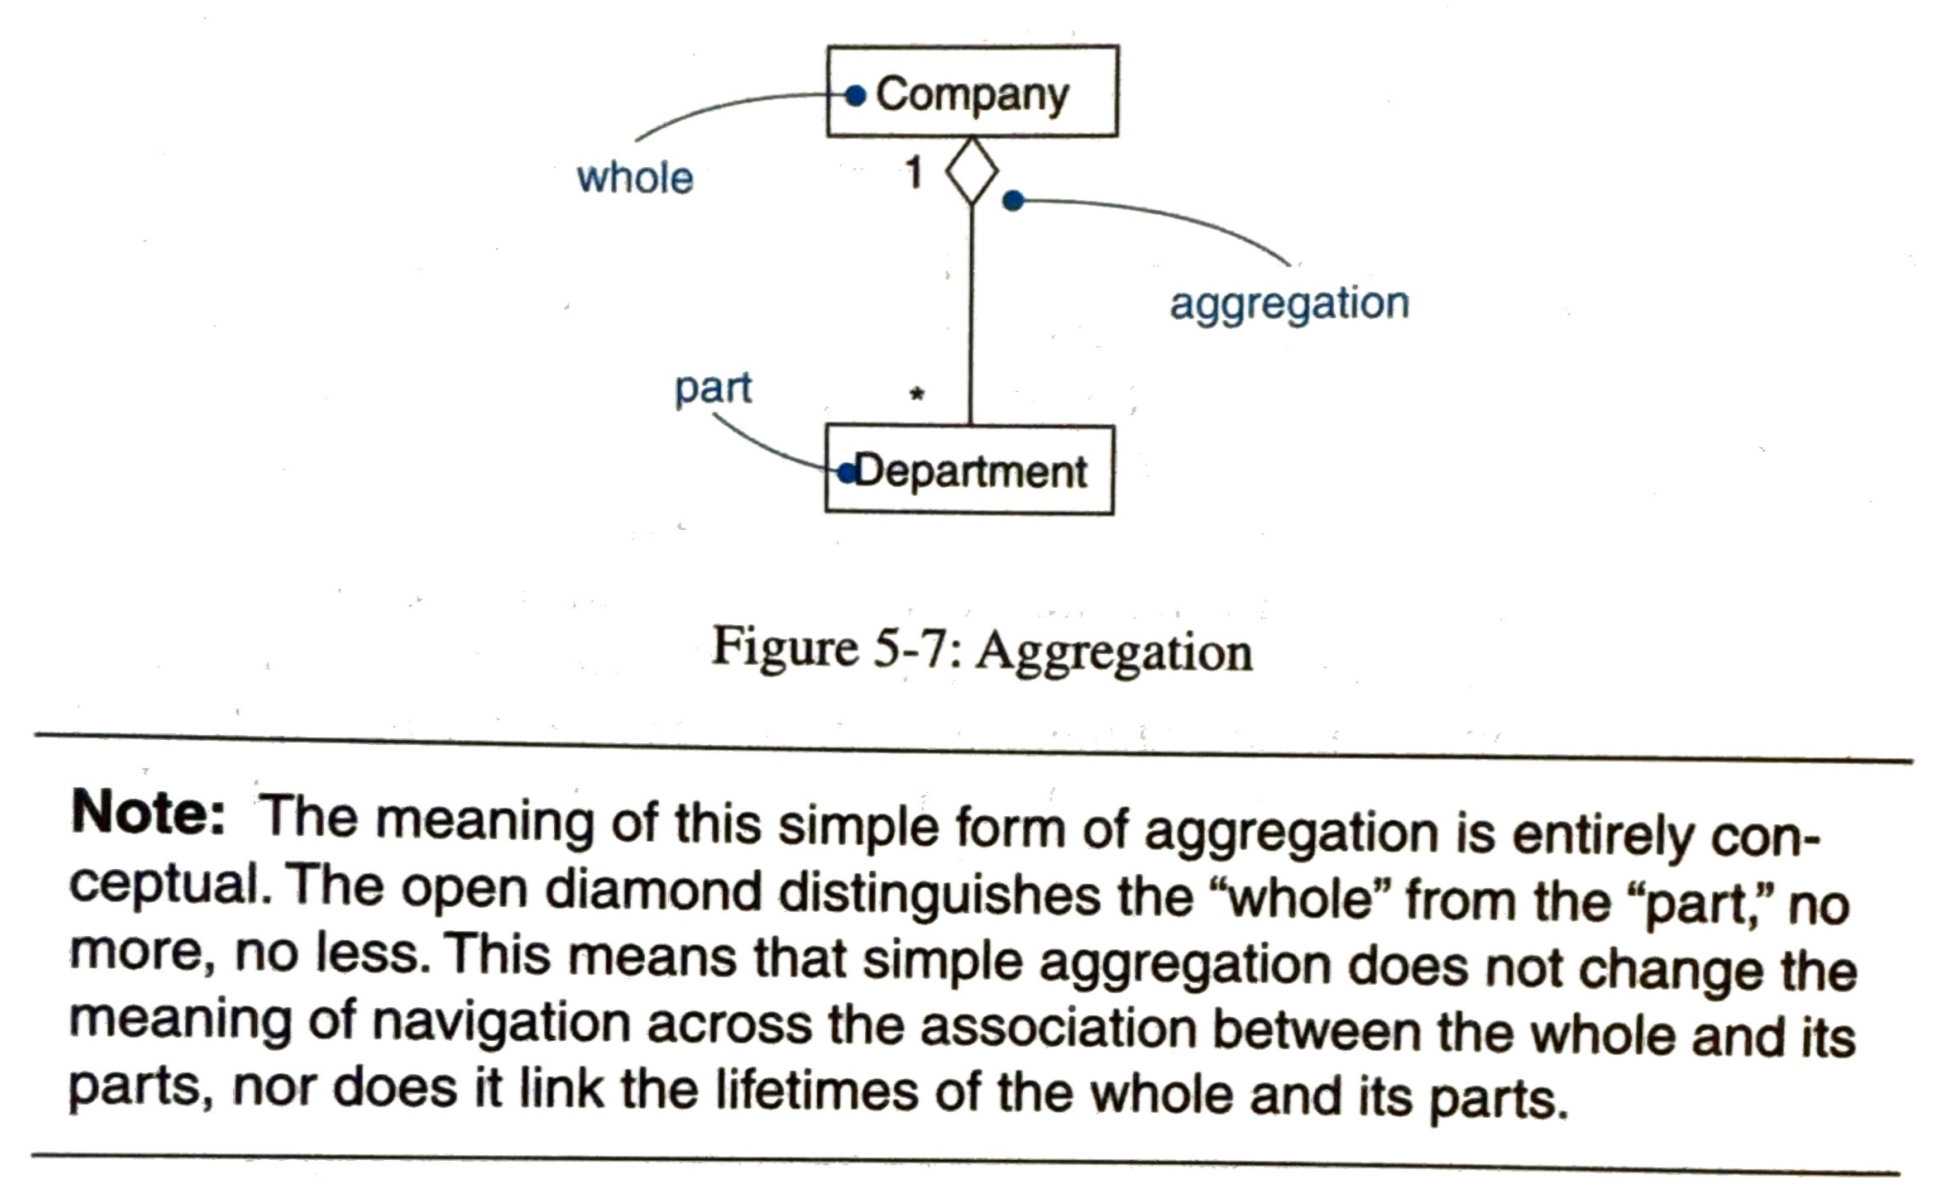 Company
whole
1
aggregation
part
*
Department
Figure 5-7: Aggregation
Note: The meaning of this simple form of aggregation is entirely con-
ceptual. The open diamond distinguishes the “whole” from the “part,” no
more, no less. This means that simple aggregation does not change the
meaning of navigation across the association between the whole and its
parts, nor does it link the lifetimes of the whole and its parts.